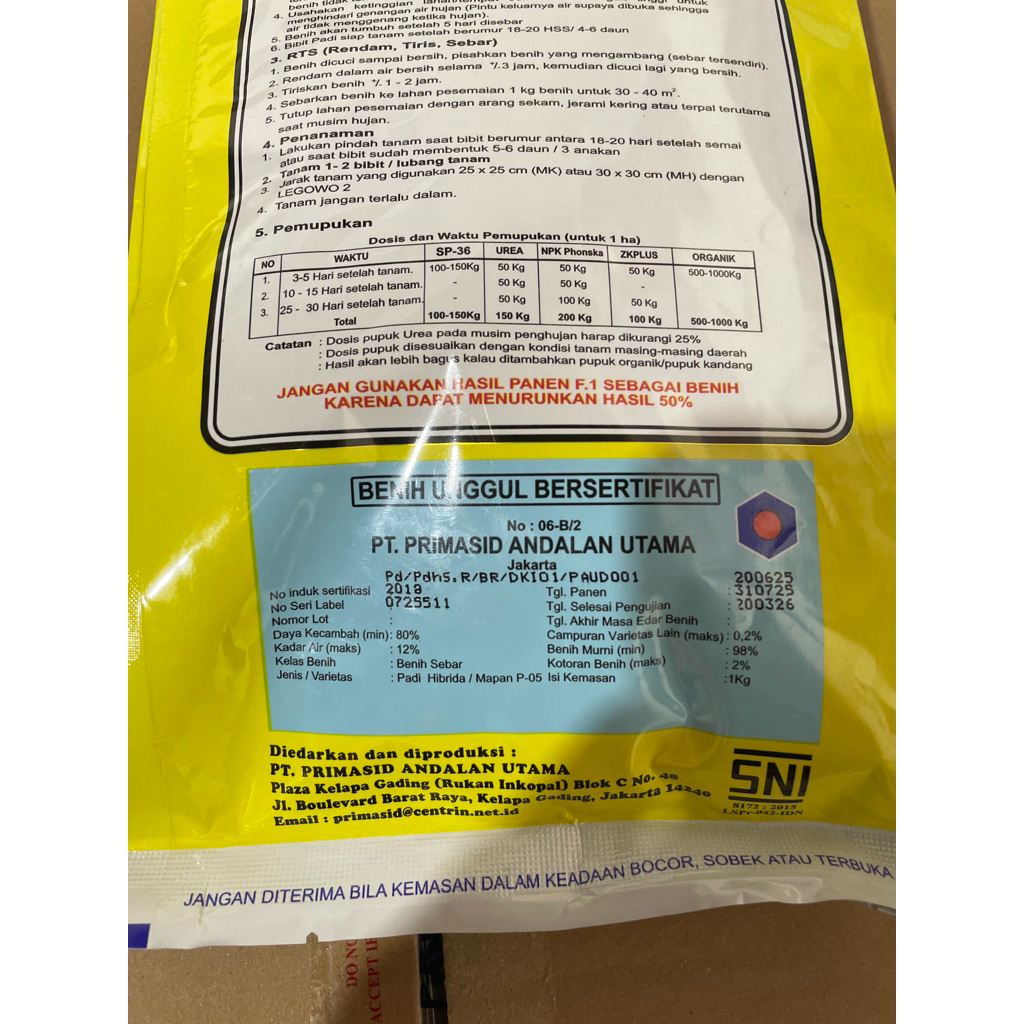 4. Usahakan ketinggian
menghindari genangan air hujan (Pintu keluarnya air supaya dibuka sehingga
air tidak menggenang ketika hujan).
5. Benih akan tumbuh setelah 5 hari disebar
6. Bibit Padi siap tanam setelah berumur 18-20 HSS/ 4-6 daun
3. RTS (Rendam, Tiris, Sebar)
1. Benih dicuci sampai bersih, pisahkan benih yang mengambang (sebar tersendiri).
2. Rendam dalam air bersih selama +/. 3 jam, kemudian dicuci lagi yang bersih.
3. Tiriskan benih +/. 1 - 2 jam.
4. Sebarkan benih ke lahan pesemaian 1 kg benih untuk 30 - 40 m².
5. Tutup lahan pesemaian dengan arang sekam, jerami kering atau terpal terutama
saat musim hujan.
4. Penanaman
1. Lakukan pindah tanam saat bibit berumur antara 18-20 hari setelah semai
atau saat bibit sudah membentuk 5-6 daun / 3 anakan
2. Tanam 1- 2 bibit / lubang tanam
3. Jarak tanam yang digunakan 25 x 25 cm (MK) atau 30 x 30 cm (MH) dengan
LEGOWO 2
4. Tanam jangan terlalu dalam.
5. Pemupukan
Dosis dan Waktu Pemupukan (untuk 1 ha)
NO WAKTU SP-36 UREA NPK Phonska ZKPLUS ORGANIK
1. 3-5 Hari setelah tanam. 100-150Kg 50 Kg 50 Kg 50 Kg 500-1000Kg
2. 10 - 15 Hari setelah tanam. - 50 Kg 50 Kg -
3. 25 - 30 Hari setelah tanam. - 50 Kg 100 Kg 50 Kg
Total 100-150Kg 150 Kg 200 Kg 100 Kg 500-1000 Kg
Catatan : Dosis pupuk Urea pada musim penghujan harap dikurangi 25%
: Dosis pupuk disesuaikan dengan kondisi tanam masing-masing daerah
: Hasil akan lebih bagus kalau ditambahkan pupuk organik/pupuk kandang
JANGAN GUNAKAN HASIL PANEN F.1 SEBAGAI BENIH
KARENA DAPAT MENURUNKAN HASIL 50%
BENIH UNGGUL BERSERTIFIKAT
No : 06-B/2
PT. PRIMASID ANDALAN UTAMA
Jakarta
No induk sertifikasi Pd/Pdhs.R/BR/DKI01/PAUD001
No Seri Label 2018
Nomor Lot : 0725511
Daya Kecambah (min): 80%
Kadar Air (maks) : 12%
Kelas Benih : Benih Sebar
Jenis / Varietas : Padi Hibrida / Mapan P-05
Tgl. Panen : 200625
Tgl. Selesai Pengujian : 310725
Tgl. Akhir Masa Edar Benih : 200326
Campuran Varietas Lain (maks) : 0,2%
Benih Murni (min) : 98%
Kotoran Benih (maks) : 2%
Isi Kemasan :1Kg
Diedarkan dan diproduksi :
PT. PRIMASID ANDALAN UTAMA
Plaza Kelapa Gading (Rukan Inkopal) Blok C No. 48
Jl. Boulevard Barat Raya, Kelapa Gading, Jakarta 14240
Email : primasid@centrin.net.id
SNI
8172 : 2015
LSPr-042-IDN
JANGAN DITERIMA BILA KEMASAN DALAM KEADAAN BOCOR, SOBEK ATAU TERBUKA
DO NO
ACCEPT IF